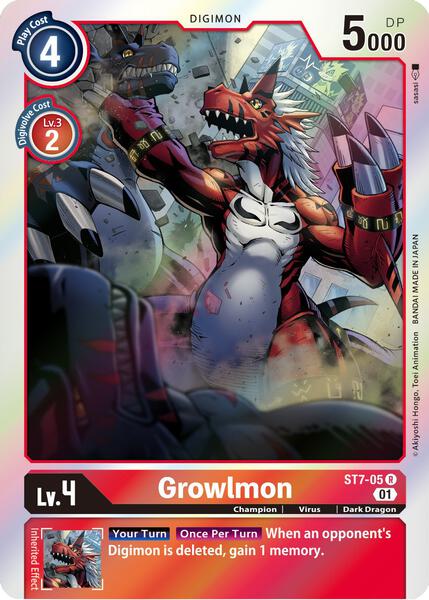 DIGIMON
Play Cost
4
5000
DP
Digivolve Cost
Lv.3
2
sasasi
© Akiyoshi Hongo, Toei Animation BANDAI MADE IN JAPAN
Lv.4
Growlmon
ST7-05 R
01
Champion | Virus | Dark Dragon
Inherited Effect
Your Turn Once Per Turn When an opponent's
Digimon is deleted, gain 1 memory.